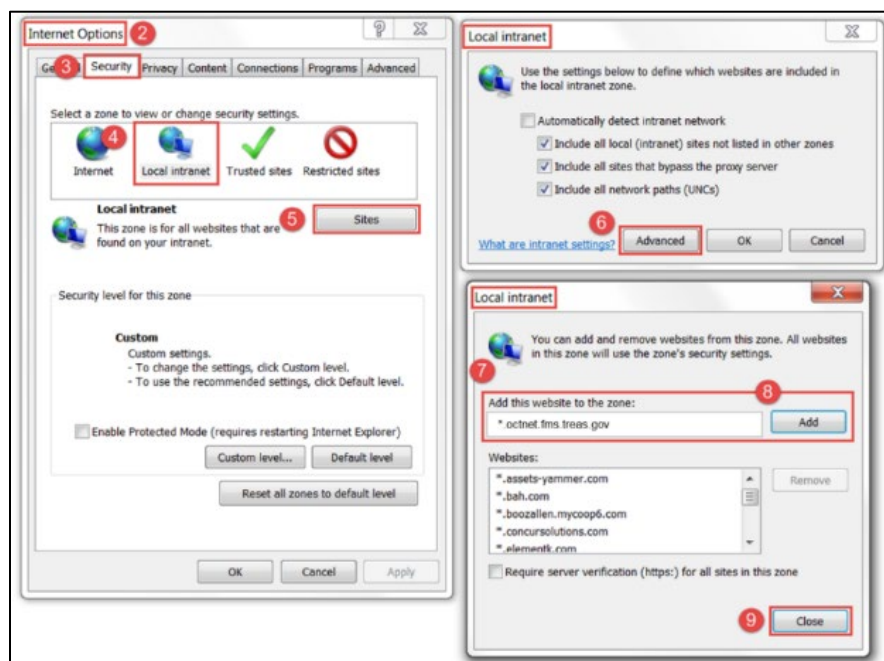 Internet Options 2
3
General Security Privacy Content Connections Programs Advanced
Select a zone to view or change security settings.
4
Internet Local intranet Trusted sites Restricted sites
Local intranet
5
Sites
This zone is for all websites that are
found on your intranet.
Security level for this zone
Custom
Custom settings.
- To change the settings, click Custom level.
- To use the recommended settings, click Default level.
Enable Protected Mode (requires restarting Internet Explorer)
Custom level... Default level
Reset all zones to default level
OK Cancel Apply
Local intranet
Use the settings below to define which websites are included in
the local intranet zone.
Automatically detect intranet network
Include all local (intranet) sites not listed in other zones
Include all sites that bypass the proxy server
Include all network paths (UNCs)
6
What are intranet settings? Advanced OK Cancel
Local intranet
You can add and remove websites from this zone. All websites
in this zone will use the zone's security settings.
7
8
Add this website to the zone:
*.octnet.fms.treas.gov Add
Websites:
*.assets-yammer.com Remove
*.bah.com
*.boozallen.mycoop6.com
*.concursolutions.com
*.elementk.com
Require server verification (https:) for all sites in this zone
9 Close